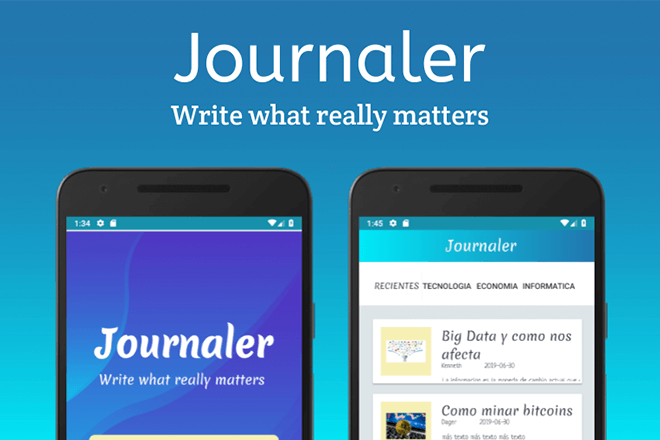 Journaler
Write what really matters
1:34
Journaler
Write what really matters
1:45
Journaler
RECIENTES TECNOLOGIA ECONOMIA INFORMATICA
Big Data y como nos
afecta
Kenneth 2019-06-30
La informacion es la moneda de cambio actual que
Como minar bitcoins
Dager 2019-06-30
más texto más texto más texto